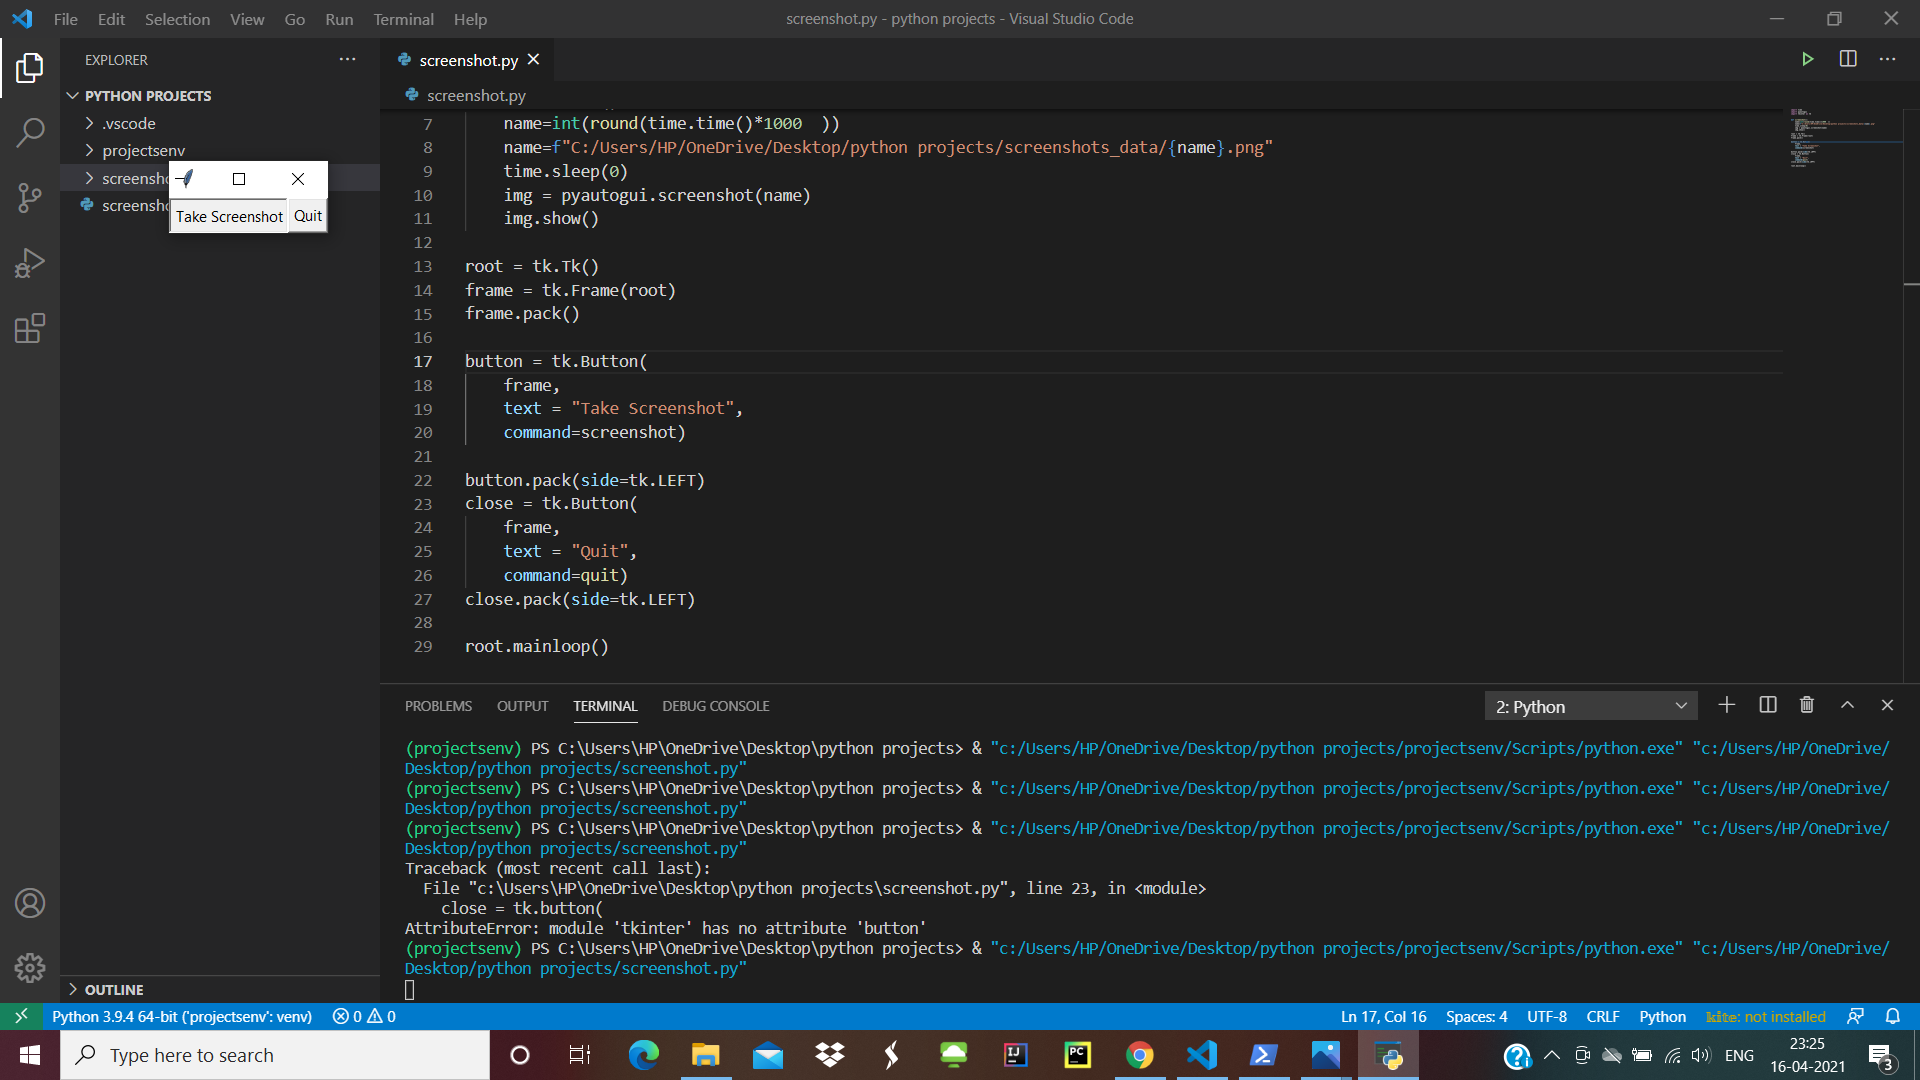 File Edit Selection View Go Run Terminal Help
screenshot.py - python projects - Visual Studio Code
EXPLORER
screenshot.py
PYTHON PROJECTS
.vscode
projectsenv
screensho
screensho
Take Screenshot Quit
screenshot.py
7 name=int(round(time.time()*1000  ))
8 name=f"C:/Users/HP/OneDrive/Desktop/python projects/screenshots_data/{name}.png"
9 time.sleep(0)
10 img = pyautogui.screenshot(name)
11 img.show()
12
13 root = tk.Tk()
14 frame = tk.Frame(root)
15 frame.pack()
16
17 button = tk.Button(
18 frame,
19 text = "Take Screenshot",
20 command=screenshot)
21
22 button.pack(side=tk.LEFT)
23 close = tk.Button(
24 frame,
25 text = "Quit",
26 command=quit)
27 close.pack(side=tk.LEFT)
28
29 root.mainloop()
PROBLEMS OUTPUT TERMINAL DEBUG CONSOLE
2: Python
(projectsenv) PS C:\Users\HP\OneDrive\Desktop\python projects> & "c:/Users/HP/OneDrive/Desktop/python projects/projectsenv/Scripts/python.exe" "c:/Users/HP/OneDrive/
Desktop/python projects/screenshot.py"
(projectsenv) PS C:\Users\HP\OneDrive\Desktop\python projects> & "c:/Users/HP/OneDrive/Desktop/python projects/projectsenv/Scripts/python.exe" "c:/Users/HP/OneDrive/
Desktop/python projects/screenshot.py"
(projectsenv) PS C:\Users\HP\OneDrive\Desktop\python projects> & "c:/Users/HP/OneDrive/Desktop/python projects/projectsenv/Scripts/python.exe" "c:/Users/HP/OneDrive/
Desktop/python projects/screenshot.py"
Traceback (most recent call last):
File "c:\Users\HP\OneDrive\Desktop\python projects\screenshot.py", line 23, in <module>
close = tk.button(
AttributeError: module 'tkinter' has no attribute 'button'
(projectsenv) PS C:\Users\HP\OneDrive\Desktop\python projects> & "c:/Users/HP/OneDrive/Desktop/python projects/projectsenv/Scripts/python.exe" "c:/Users/HP/OneDrive/
Desktop/python projects/screenshot.py"
OUTLINE
Python 3.9.4 64-bit ('projectsenv': venv) 0 0
Ln 17, Col 16 Spaces: 4 UTF-8 CRLF Python kite: not installed
Type here to search
IJ
PC
ENG
23:25
16-04-2021
3